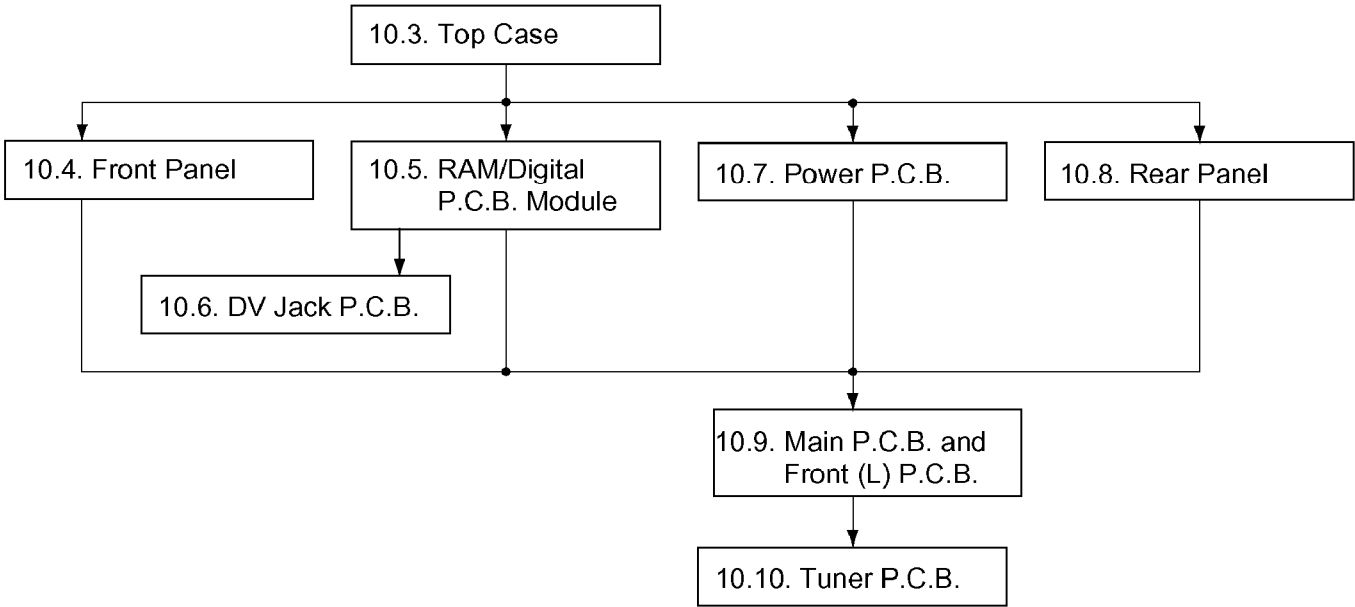 10.3. Top Case
10.4. Front Panel
10.5. RAM/Digital
P.C.B. Module
10.7. Power P.C.B.
10.8. Rear Panel
10.6. DV Jack P.C.B.
10.9. Main P.C.B. and
Front (L) P.C.B.
10.10. Tuner P.C.B.